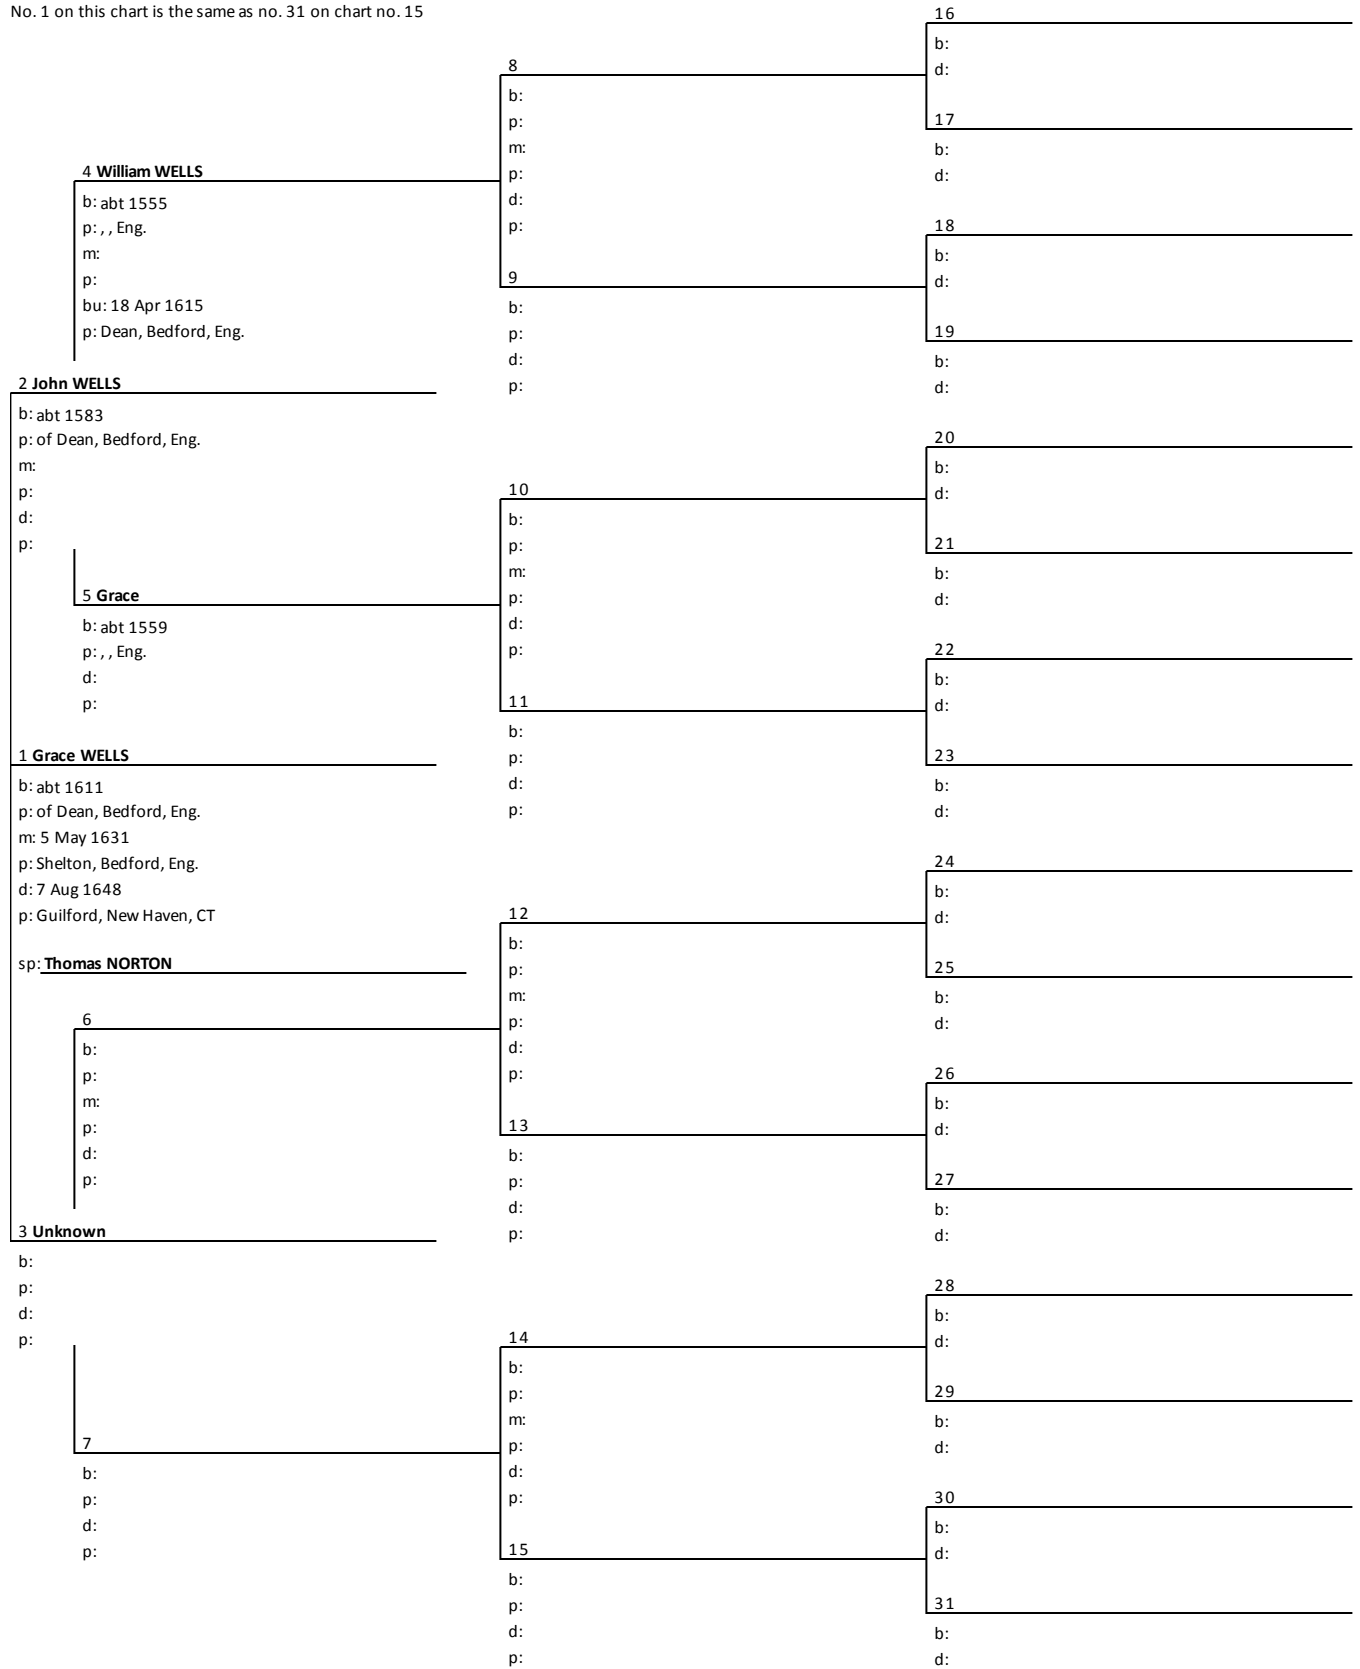 No. 1 on this chart is the same as no. 31 on chart no. 15
16
b:
d:
8
b:
p:
m:
p:
d:
p:
17
b:
d:
4 William WELLS
b: abt 1555
p: , , Eng.
m:
p:
bu: 18 Apr 1615
p: Dean, Bedford, Eng.
18
b:
d:
9
b:
p:
d:
p:
19
b:
d:
2 John WELLS
b: abt 1583
p: of Dean, Bedford, Eng.
m:
p:
d:
p:
20
b:
d:
10
b:
p:
m:
p:
d:
p:
21
b:
d:
5 Grace
b: abt 1559
p: , , Eng.
d:
p:
22
b:
d:
11
b:
p:
d:
p:
23
b:
d:
1 Grace WELLS
b: abt 1611
p: of Dean, Bedford, Eng.
m: 5 May 1631
p: Shelton, Bedford, Eng.
d: 7 Aug 1648
p: Guilford, New Haven, CT
sp: Thomas NORTON
24
b:
d:
12
b:
p:
m:
p:
d:
p:
25
b:
d:
6
b:
p:
m:
p:
d:
p:
26
b:
d:
13
b:
p:
d:
p:
27
b:
d:
3 Unknown
b:
p:
d:
p:
28
b:
d:
14
b:
p:
m:
p:
d:
p:
29
b:
d:
7
b:
p:
d:
p:
30
b:
d:
15
b:
p:
d:
p:
31
b:
d: